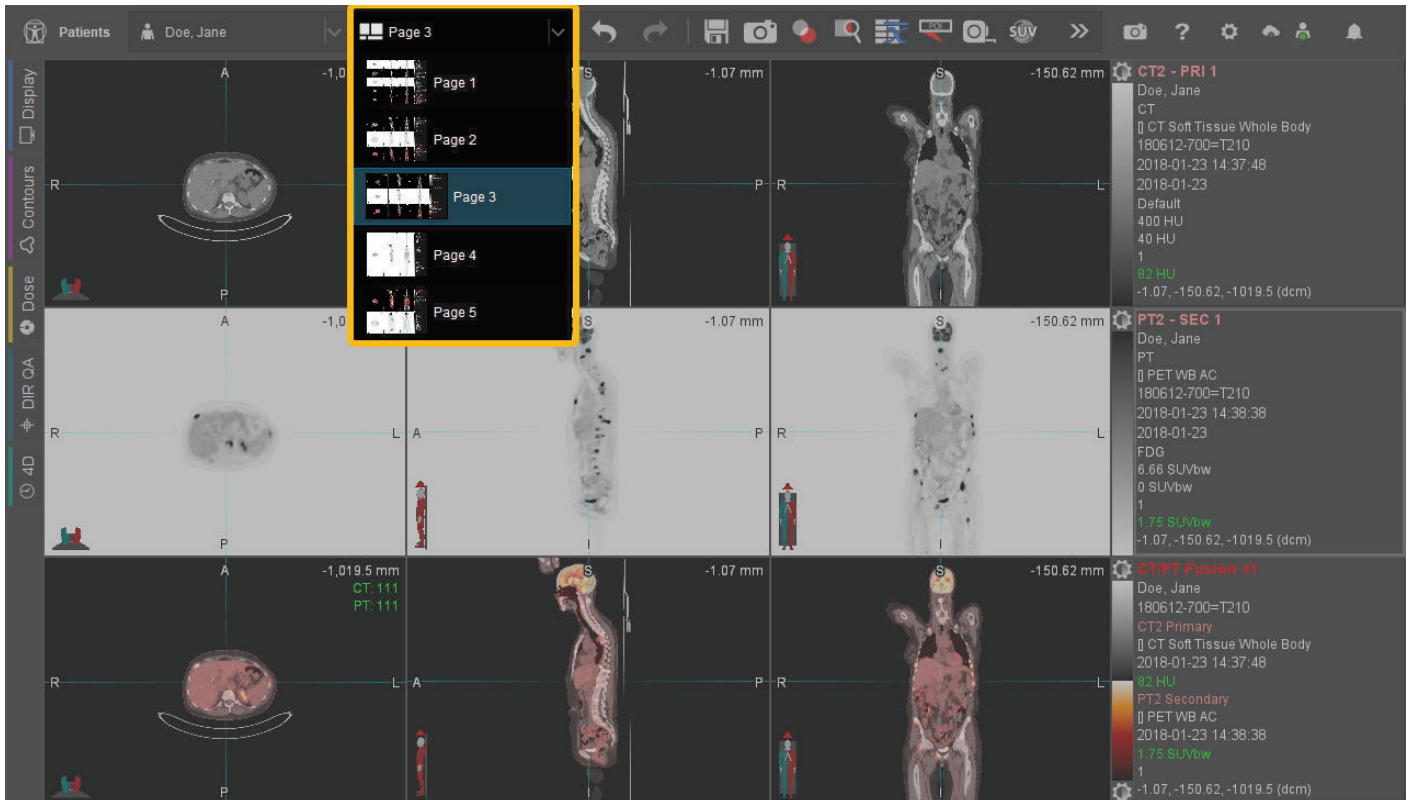 Patients
Doe, Jane
Page 3
SUV
?
Page 1
Page 2
Page 3
Page 4
Page 5
Display
Contours
Dose
DIR QA
4D
A
-1,0
R
P
S
-1.07 mm
P
I
S
-150.62 mm
R
L
A
I
CT2 - PRI 1
Doe, Jane
CT
[] CT Soft Tissue Whole Body
180612-700=T210
2018-01-23 14:37:48
2018-01-23
Default
400 HU
40 HU
1
82 HU
-1.07, -150.62, -1019.5 (dcm)
A
-1,0
R
L
P
S
-1.07 mm
A
P
I
S
-150.62 mm
R
L
A
I
PT2 - SEC 1
Doe, Jane
PT
[] PET WB AC
180612-700=T210
2018-01-23 14:38:38
2018-01-23
FDG
6.66 SUVbw
0 SUVbw
1
1.75 SUVbw
-1.07, -150.62, -1019.5 (dcm)
A
-1,019.5 mm
CT: 111
PT: 111
R
L
P
S
-1.07 mm
A
P
I
S
-150.62 mm
R
L
A
I
CT/PT Fusion #1
Doe, Jane
180612-700=T210
CT2 Primary
[] CT Soft Tissue Whole Body
2018-01-23 14:37:48
82 HU
PT2 Secondary
[] PET WB AC
2018-01-23 14:38:38
1.75 SUVbw
1
-1.07, -150.62, -1019.5 (dcm)